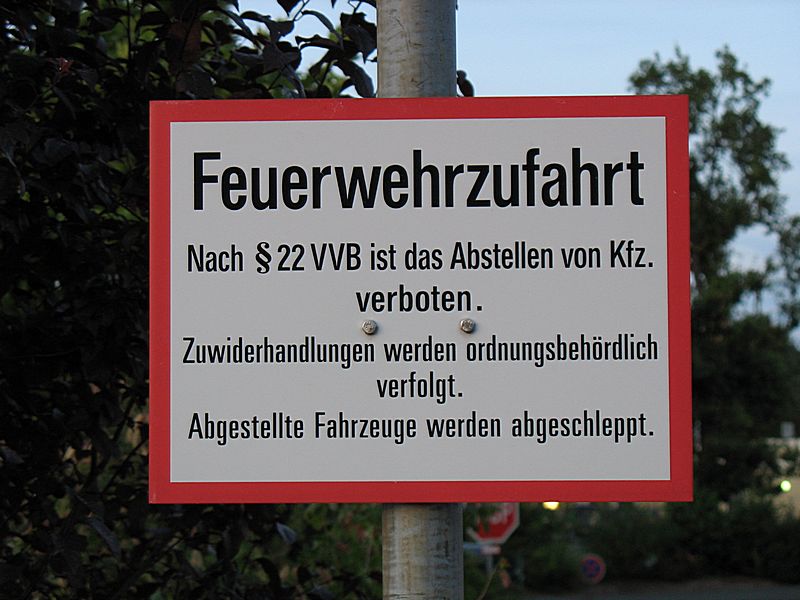 Feuerwehrzufahrt
Nach § 22 VVB ist das Abstellen von Kfz.
verboten.
Zuwiderhandlungen werden ordnungsbehördlich
verfolgt.
Abgestellte Fahrzeuge werden abgeschleppt.